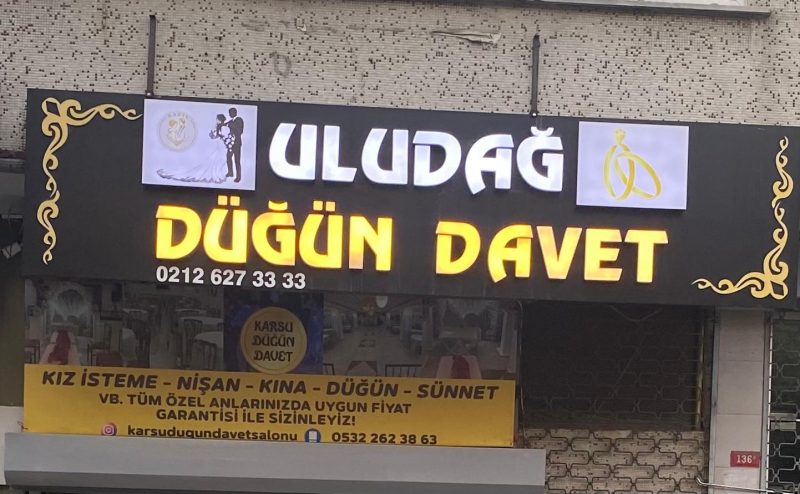 ULUDAĞ
DÜĞÜN DAVET
0212 627 33 33
KARSU
DÜĞÜN
DAVET
KIZ İSTEME - NİŞAN - KINA - DÜĞÜN - SÜNNET
VB. TÜM ÖZEL ANLARINIZDA UYGUN FİYAT
GARANTİSİ İLE SİZİNLEYİZ!
karsudugundavetsalonu 0532 262 38 63
136